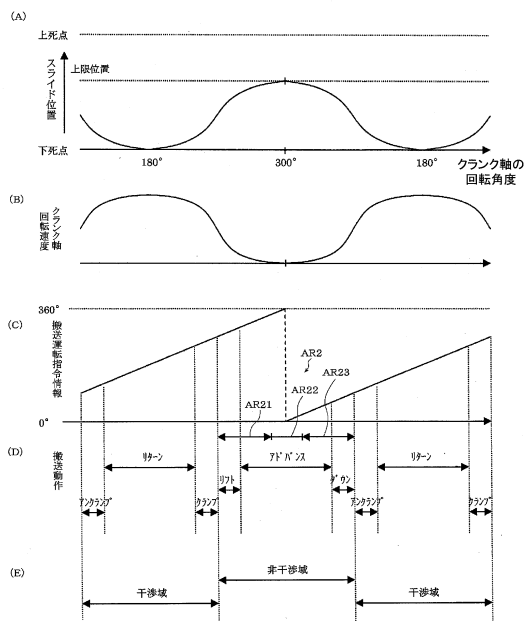 (A)
上死点
上限位置
スライド位置
下死点
180°
300°
180°
クランク軸の
回転角度
(B)
クランク軸
回転速度
(C)
360°
搬送運転指令情報
0°
AR2
AR21
AR22
AR23
(D)
搬送動作
リターン
アドバンス
リターン
リフト
ダウン
アンクランプ
クランプ
アンクランプ
クランプ
(E)
非干渉域
干渉域
干渉域